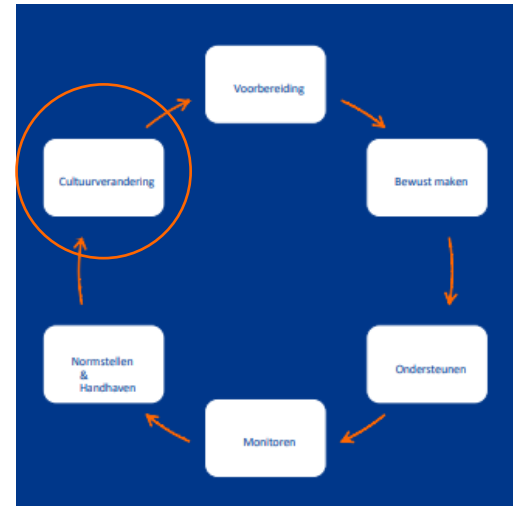 Voorbereiding
Bewust maken
Ondersteunen
Monitoren
Normstellen
&
Handhaven
Cultuurverandering